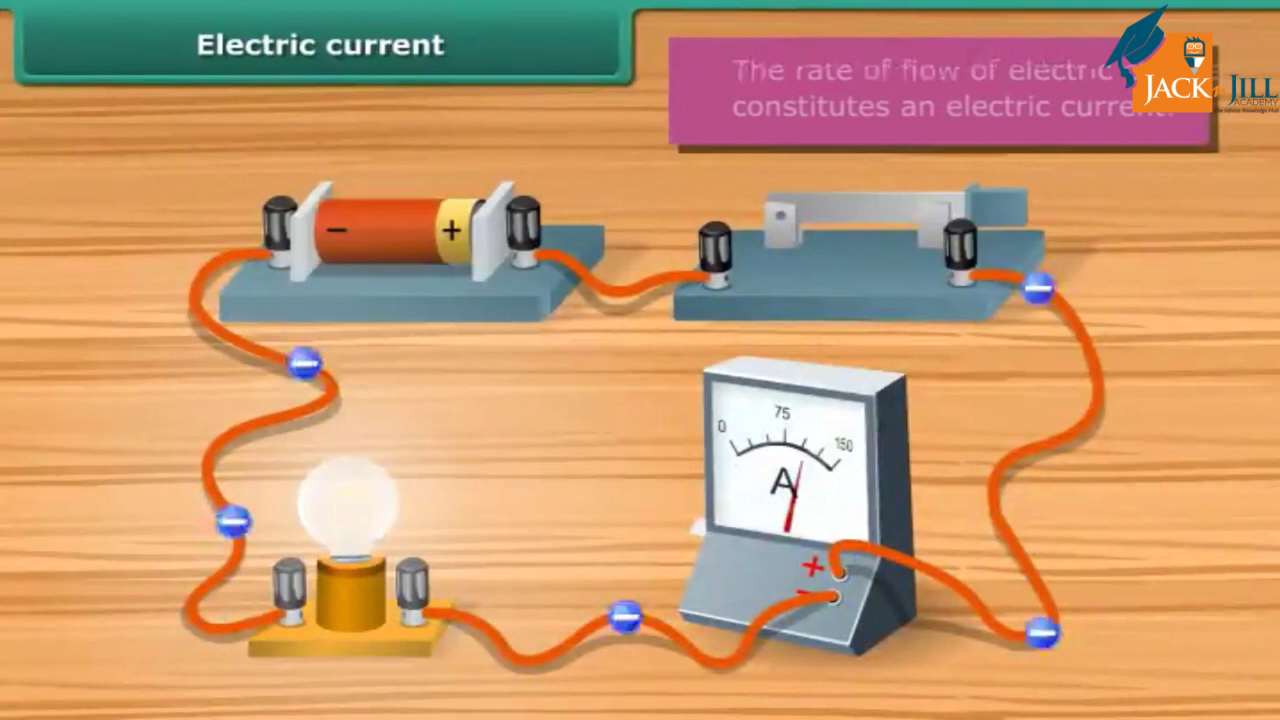 Electric current
The rate of flow of electric
constitutes an electric current.
JACK n JILL
ACADEMY
− +
0 75 150
A
+
−